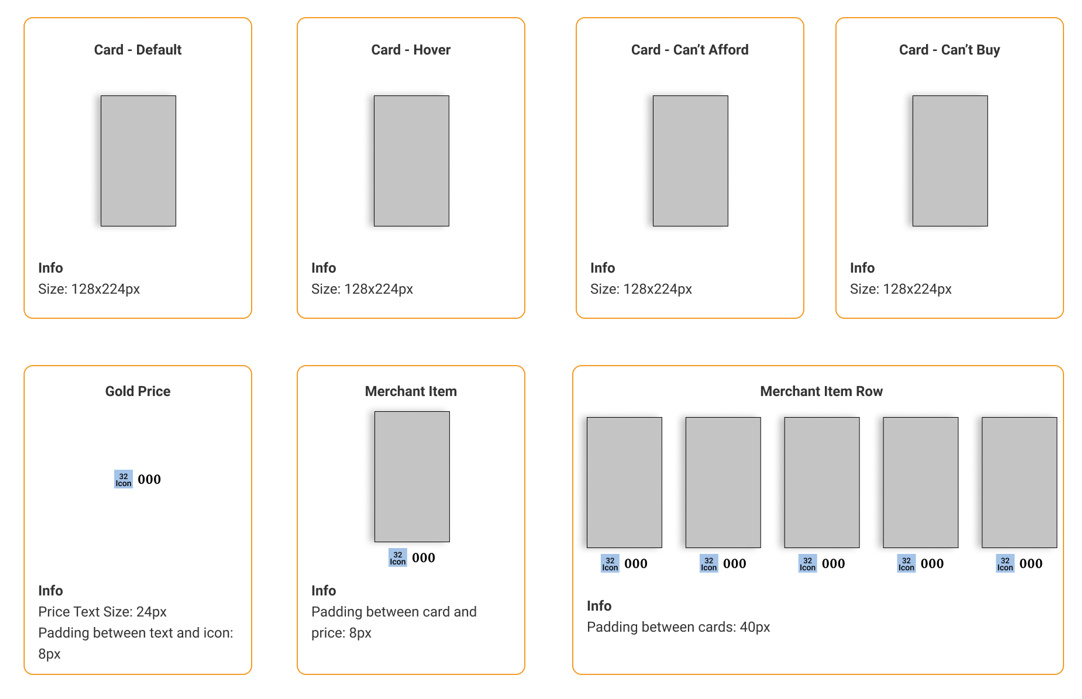 Card - Default
Info
Size: 128x224px
Card - Hover
Info
Size: 128x224px
Card - Can’t Afford
Info
Size: 128x224px
Card - Can’t Buy
Info
Size: 128x224px
Gold Price
32
Icon
000
Info
Price Text Size: 24px
Padding between text and icon:
8px
Merchant Item
32
Icon
000
Info
Padding between card and
price: 8px
Merchant Item Row
32
Icon
000
32
Icon
000
32
Icon
000
32
Icon
000
32
Icon
000
Info
Padding between cards: 40px